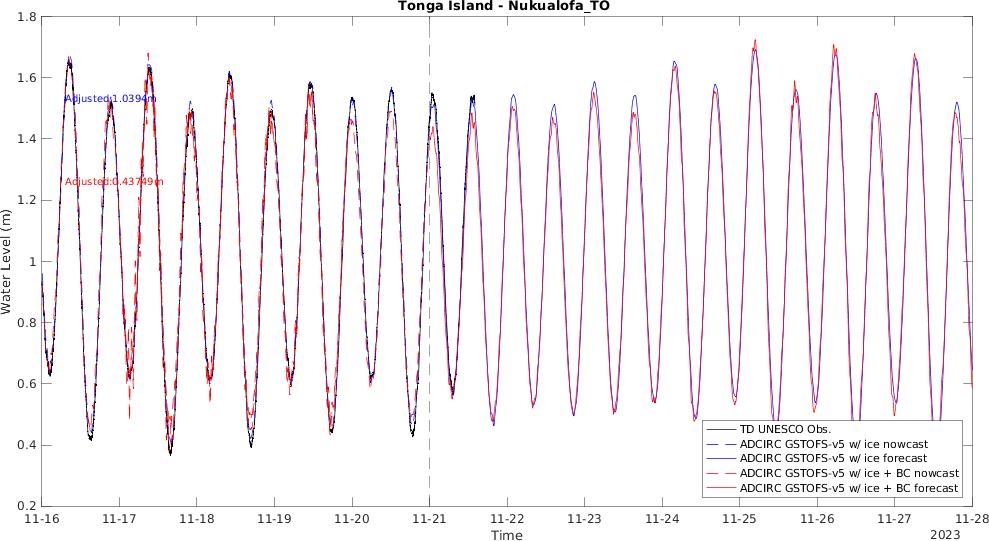 Tonga Island - Nukualofa_TO
1.8
1.6
1.4
1.2
1
0.8
0.6
0.4
0.2
Water Level (m)
Adjusted:1.0394m
Adjusted:0.43749m
TD UNESCO Obs.
ADCIRC GSTOFS-v5 w/ ice nowcast
ADCIRC GSTOFS-v5 w/ ice forecast
ADCIRC GSTOFS-v5 w/ ice + BC nowcast
ADCIRC GSTOFS-v5 w/ ice + BC forecast
11-16 11-17 11-18 11-19 11-20 11-21 11-22 11-23 11-24 11-25 11-26 11-27 11-28
Time
2023